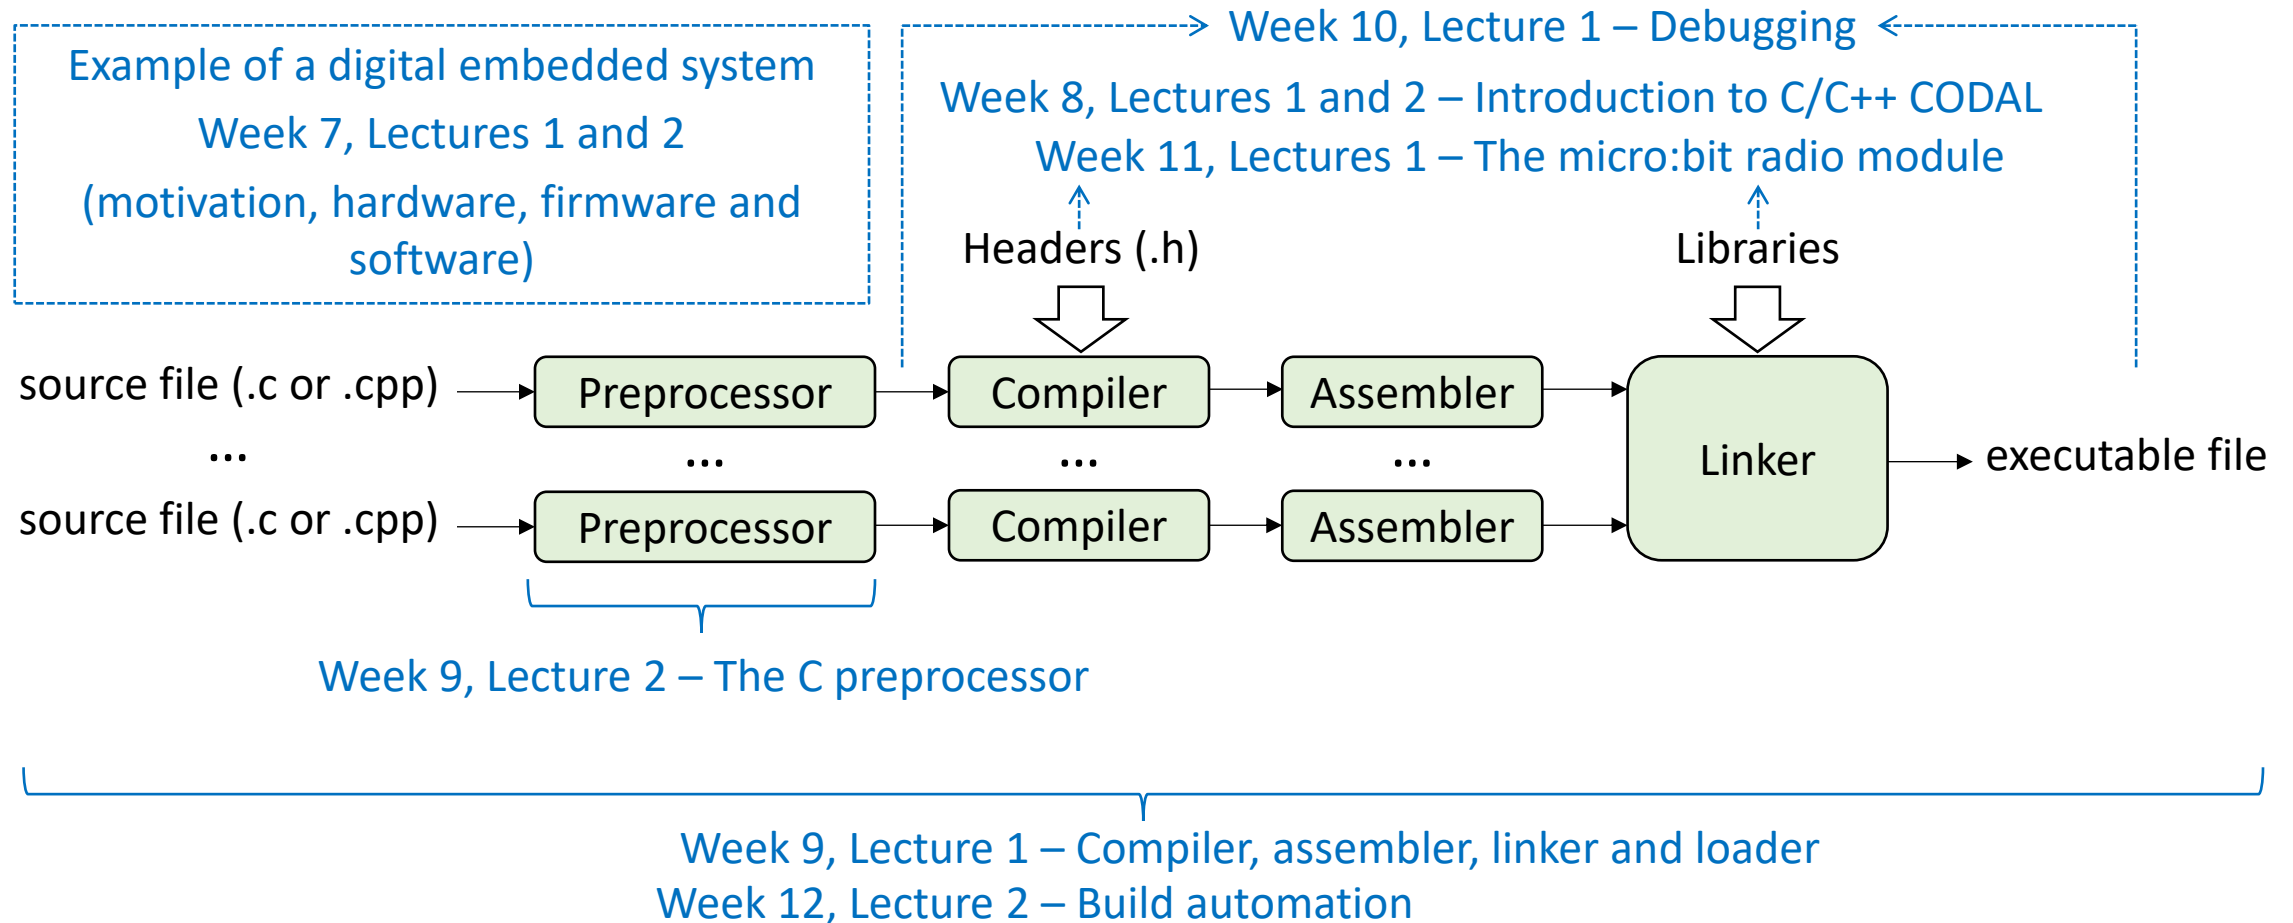 Example of a digital embedded system
Week 7, Lectures 1 and 2
(motivation, hardware, firmware and
software)
Week 10, Lecture 1 – Debugging
Week 8, Lectures 1 and 2 – Introduction to C/C++ CODAL
Week 11, Lectures 1 – The micro:bit radio module
Headers (.h)
Libraries
source file (.c or .cpp)
Preprocessor
Compiler
Assembler
...
...
...
...
Linker
executable file
source file (.c or .cpp)
Preprocessor
Compiler
Assembler
Week 9, Lecture 2 – The C preprocessor
Week 9, Lecture 1 – Compiler, assembler, linker and loader
Week 12, Lecture 2 – Build automation